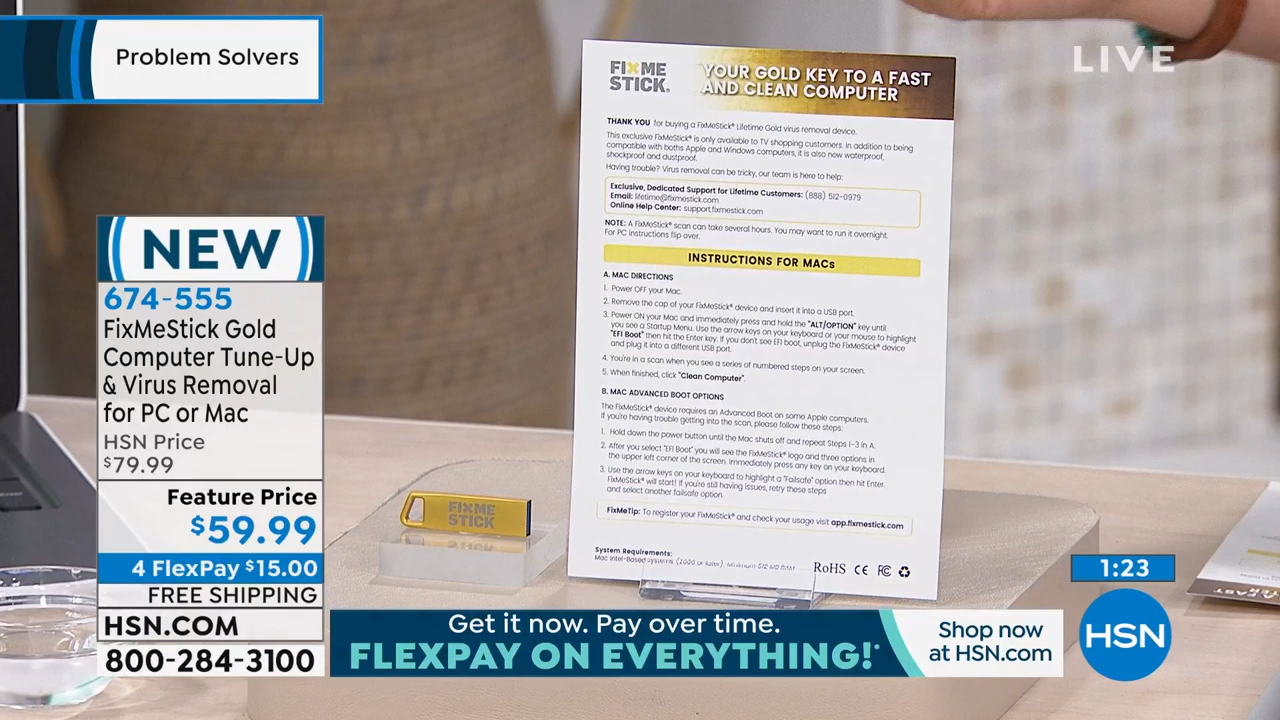 Problem Solvers
LIVE
NEW
674-555
FixMeStick Gold
Computer Tune-Up
& Virus Removal
for PC or Mac
HSN Price
$79.99
Feature Price
$59.99
4 FlexPay $15.00
FREE SHIPPING
HSN.COM
800-284-3100
FIXME
STICK.
FIXME
STICK®
YOUR GOLD KEY TO A FAST
AND CLEAN COMPUTER
THANK YOU for buying a FixMeStick® Lifetime Gold virus removal device.
This exclusive FixMeStick® is only available to TV shopping customers. In addition to being
compatible with boths Apple and Windows computers, it is also now waterproof,
shockproof and dustproof.
Having trouble? Virus removal can be tricky, our team is here to help:
Exclusive, Dedicated Support for Lifetime Customers: (888) 512-0979
Email: lifetime@fixmestick.com
Online Help Center: support.fixmestick.com
NOTE: A FixMeStick® scan can take several hours. You may want to run it overnight.
For PC instructions flip over.
INSTRUCTIONS FOR MACs
A. MAC DIRECTIONS
1. Power OFF your Mac.
2. Remove the cap of your FixMeStick® device and insert it into a USB port.
3. Power ON your Mac and immediately press and hold the "ALT/OPTION" key until
you see a Startup Menu. Use the arrow keys on your keyboard or your mouse to highlight
"EFI Boot" then hit the Enter key. If you don't see EFI boot, unplug the FixMeStick® device
and plug it into a different USB port.
4. You're in a scan when you see a series of numbered steps on your screen.
5. When finished, click "Clean Computer".
B. MAC ADVANCED BOOT OPTIONS
The FixMeStick® device requires an Advanced Boot on some Apple computers.
If you're having trouble getting into the scan, please follow these steps:
1. Hold down the power button until the Mac shuts off and repeat Steps 1-3 in A.
2. After you select "EFI Boot" you will see the FixMeStick® logo and three options in
the upper left corner of the screen. Immediately press any key on your keyboard.
3. Use the arrow keys on your keyboard to highlight a "Failsafe" option then hit Enter.
FixMeStick® will start! If you're still having issues, retry these steps
and select another failsafe option.
FixMeTip: To register your FixMeStick® and check your usage visit app.fixmestick.com
System Requirements:
Mac Intel-Based systems (2006 or later), Minimum 512 MB RAM
RoHS CE FC
1:23
Get it now. Pay over time.
FLEXPAY ON EVERYTHING!*
Shop now
at HSN.com
HSN